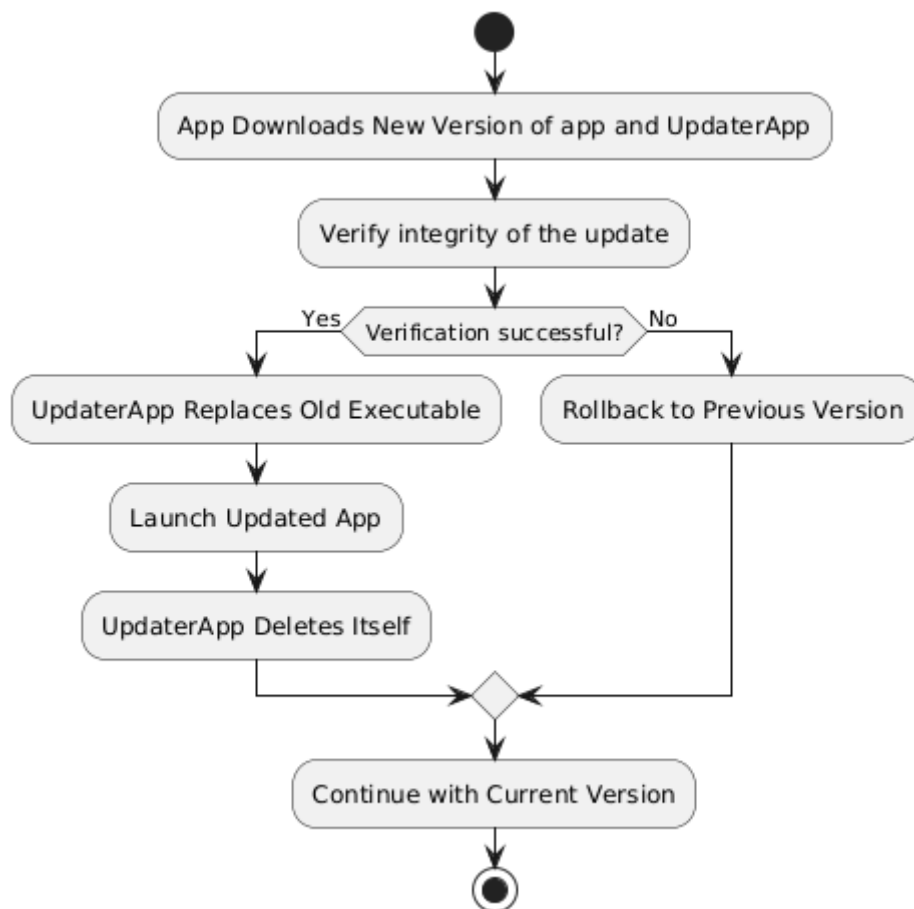 App Downloads New Version of app and UpdaterApp
Verify integrity of the update
Yes
Verification successful?
No
UpdaterApp Replaces Old Executable
Rollback to Previous Version
Launch Updated App
UpdaterApp Deletes Itself
Continue with Current Version